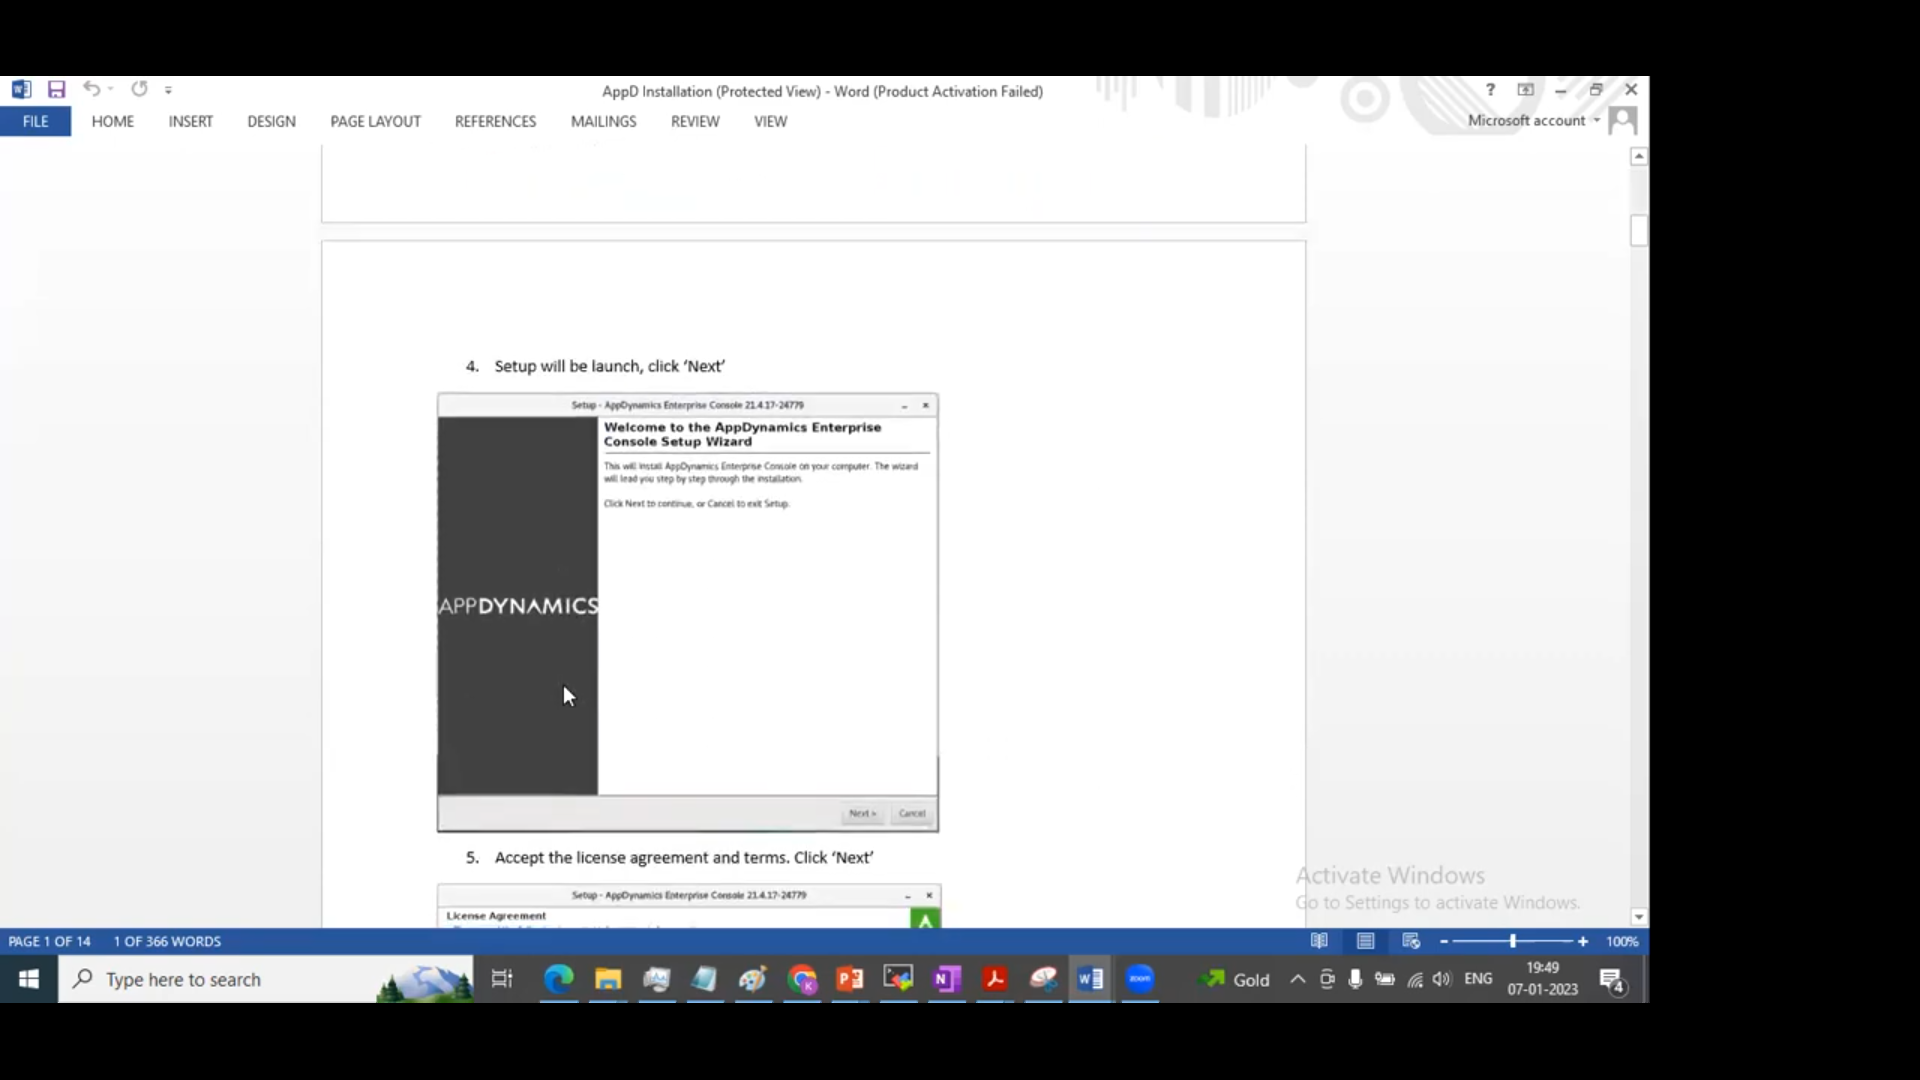 AppD Installation (Protected View) - Word (Product Activation Failed)
FILE HOME INSERT DESIGN PAGE LAYOUT REFERENCES MAILINGS REVIEW VIEW Microsoft account
4. Setup will be launch, click ‘Next’
Setup - AppDynamics Enterprise Console 21.4.17-24779
Welcome to the AppDynamics Enterprise
Console Setup Wizard
This will install AppDynamics Enterprise Console on your computer. The wizard
will lead you step by step through the installation.
Click Next to continue, or Cancel to exit Setup.
APPDYNAMICS
Next > Cancel
5. Accept the license agreement and terms. Click ‘Next’
Setup - AppDynamics Enterprise Console 21.4.17-24779
License Agreement
Activate Windows
Go to Settings to activate Windows.
PAGE 1 OF 14 1 OF 366 WORDS 100%
Type here to search
zoom
Gold
ENG
19:49
07-01-2023
4